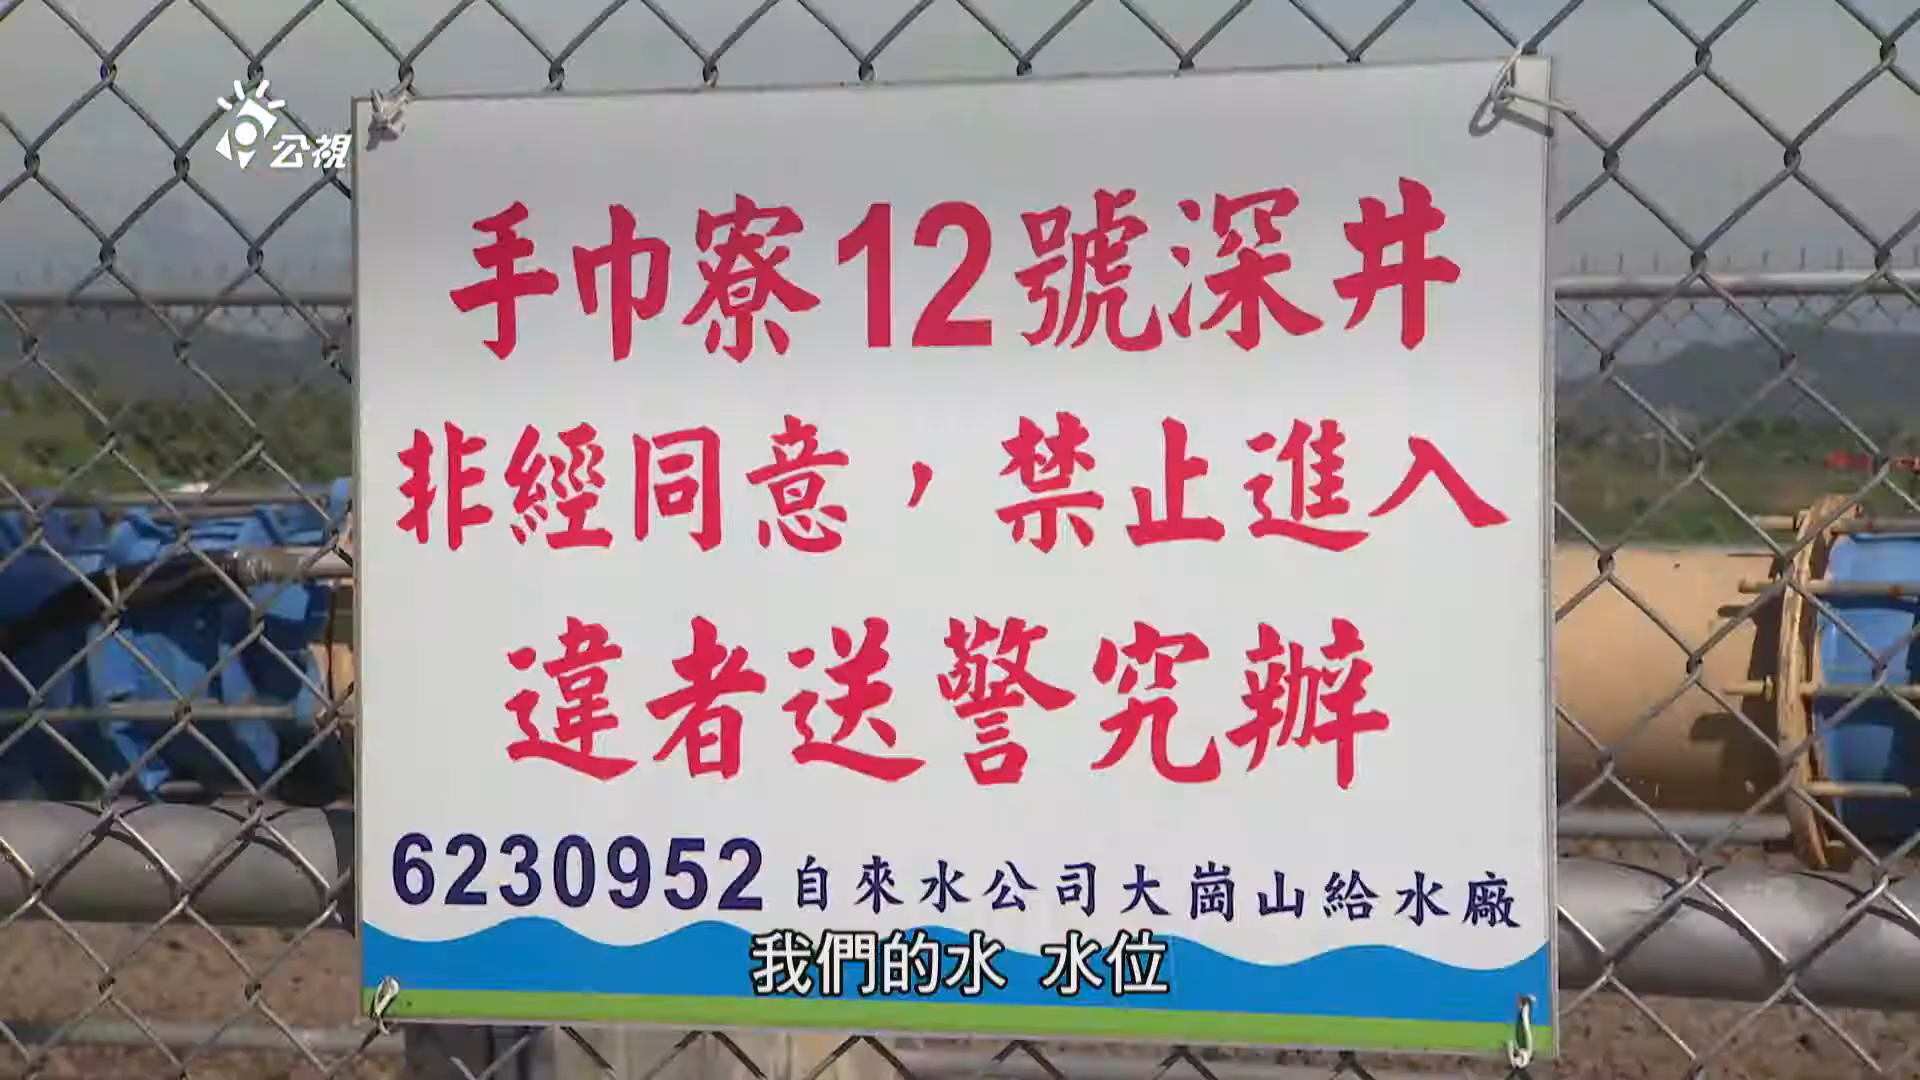 公視
手巾寮12號深井
非經同意，禁止進入
違者送警究辦
6230952 自來水公司大崗山給水廠
我們的水 水位